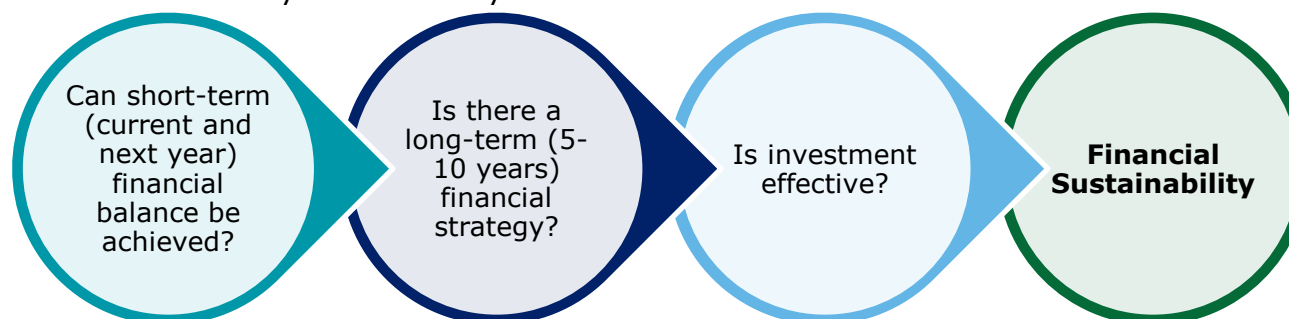 Can short-term
(current and
next year)
financial
balance be
achieved?
Is there a
long-term (5-
10 years)
financial
strategy?
Is investment
effective?
Financial
Sustainability